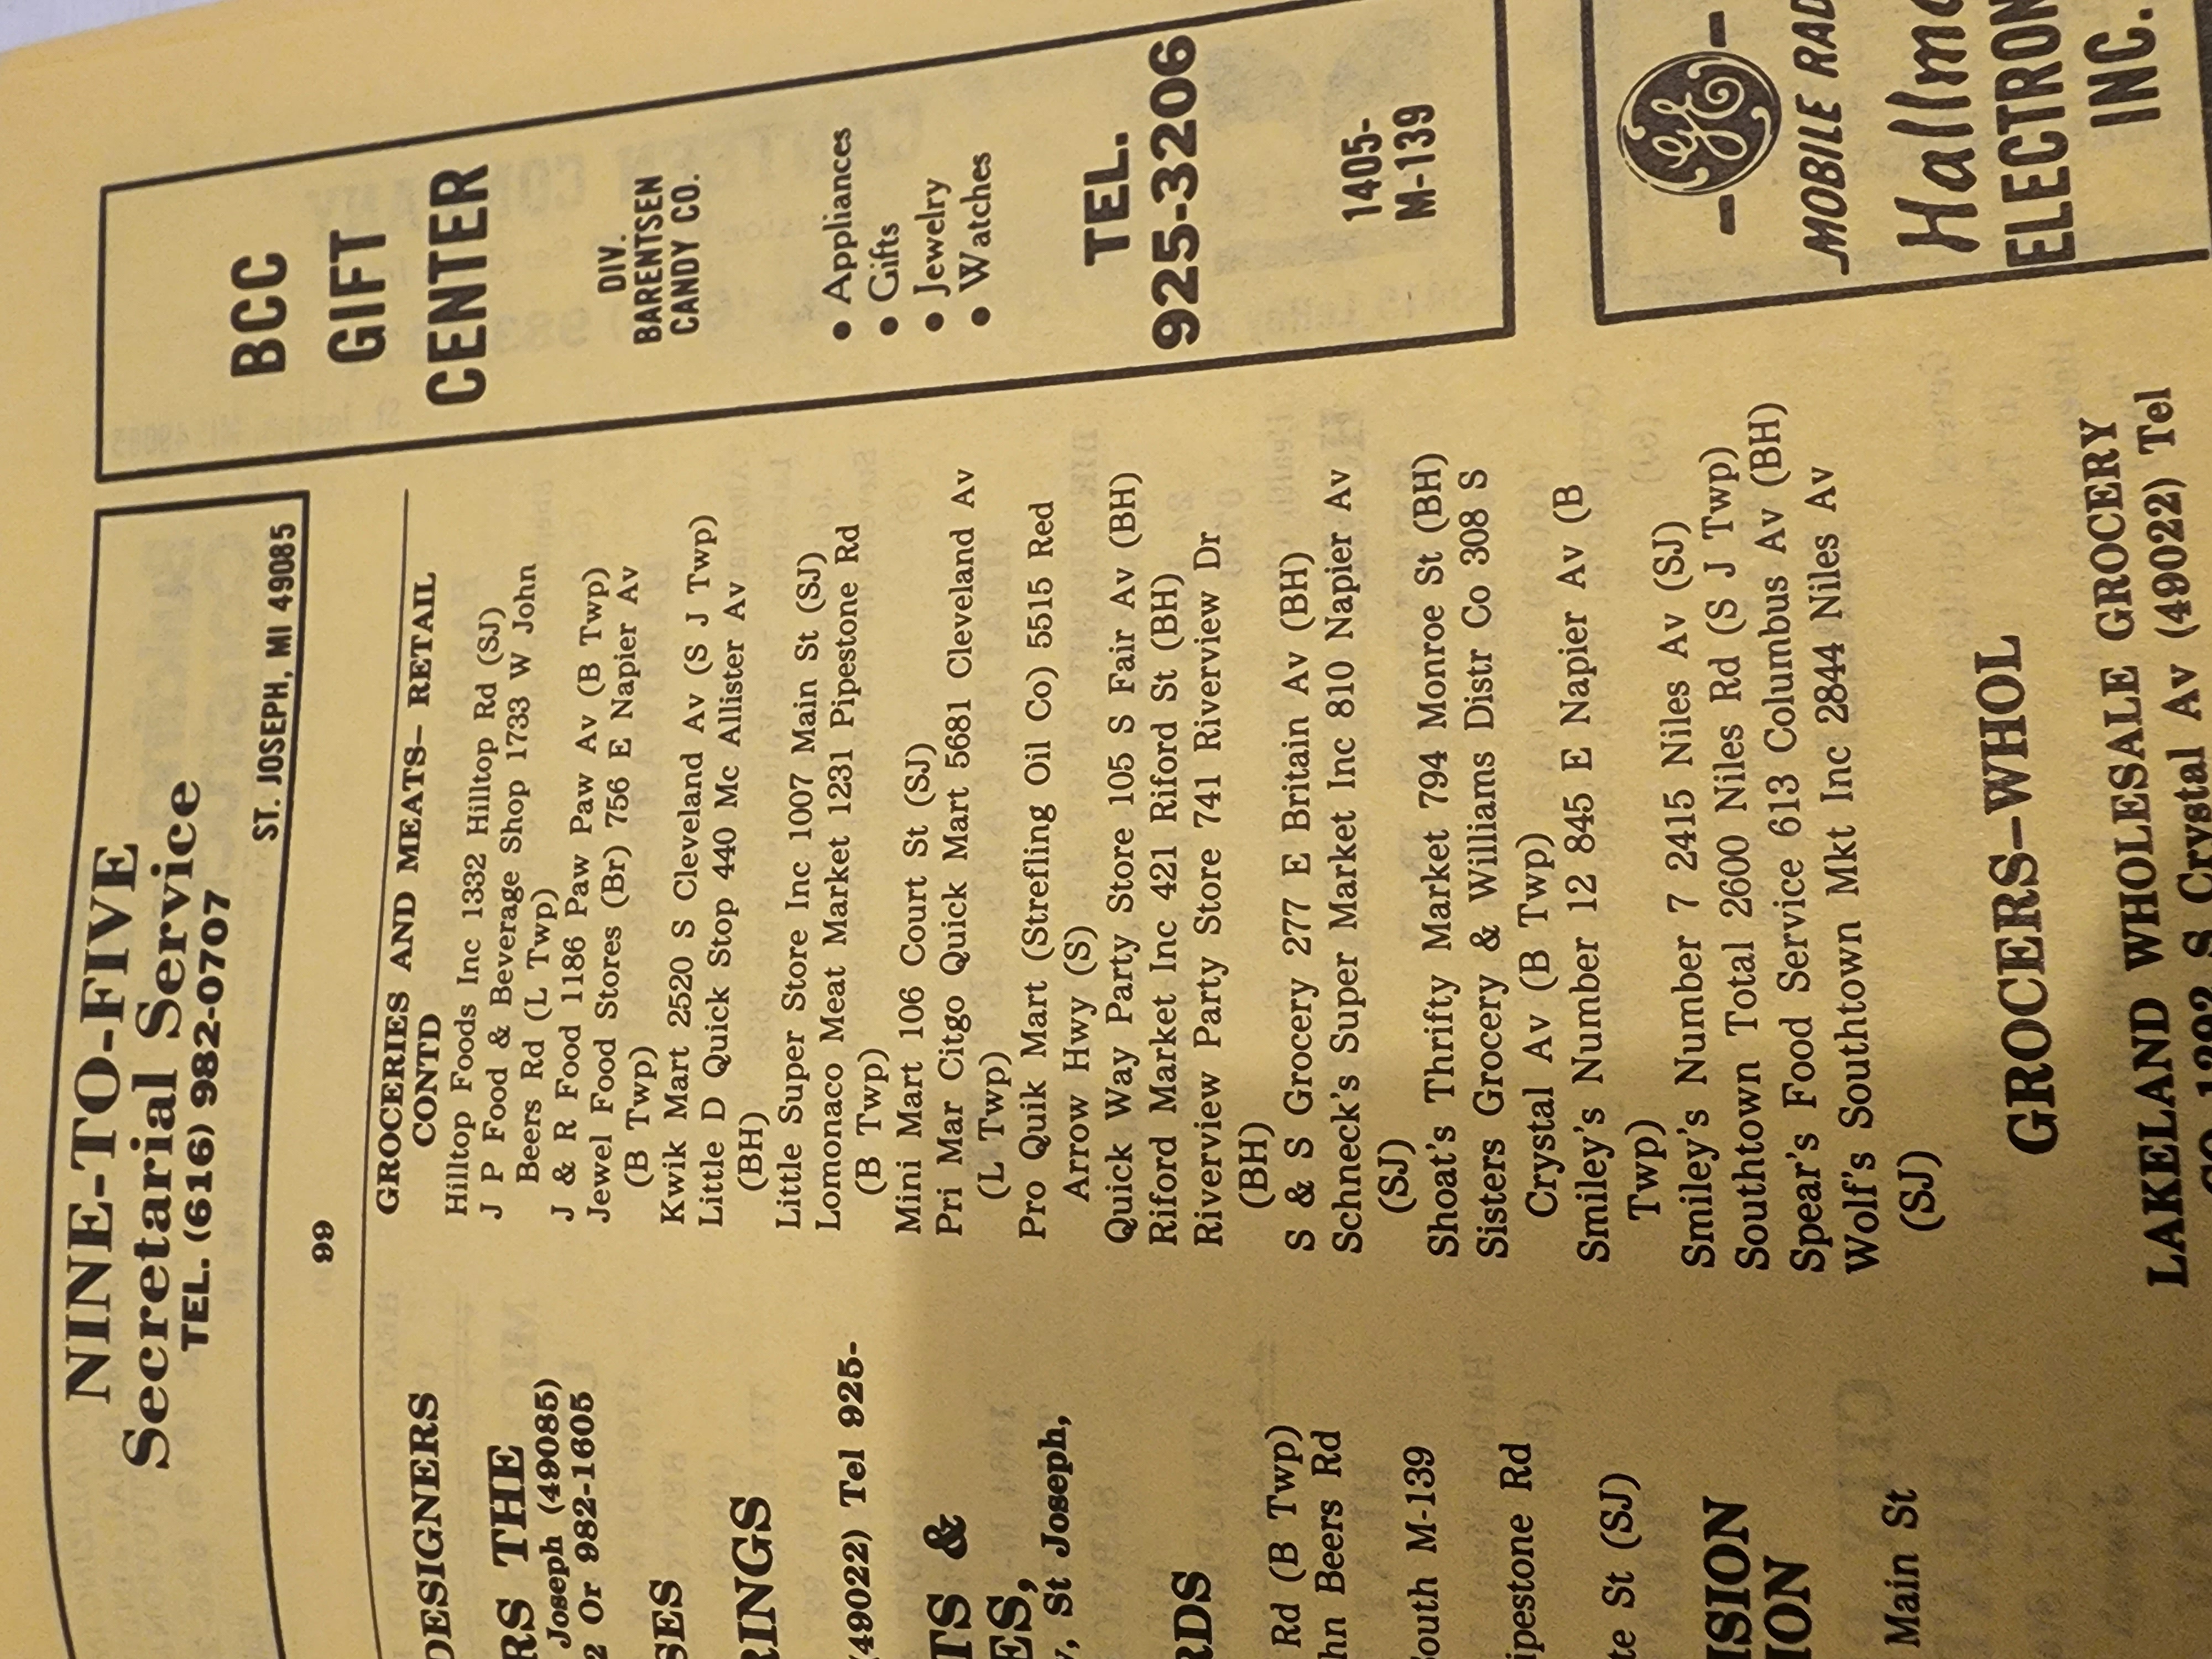 NINE-TO-FIVE
Secretarial Service
TEL. (616) 982-0707
ST. JOSEPH, MI 49085
99
DESIGNERS
RS THE
Joseph (49085)
2 Or 982-1605
SES
RINGS
(49022) Tel 925-
TS &
ES,
v, St Joseph,
RDS
Rd (B Twp)
hn Beers Rd
outh M-139
ipestone Rd
te St (SJ)
ISION
ION
Main St
GROCERIES AND MEATS– RETAIL
CONTD
Hilltop Foods Inc 1332 Hilltop Rd (SJ)
J P Food & Beverage Shop 1733 W John
Beers Rd (L Twp)
J & R Food 1186 Paw Paw Av (B Twp)
Jewel Food Stores (Br) 756 E Napier Av
(B Twp)
Kwik Mart 2520 S Cleveland Av (S J Twp)
Little D Quick Stop 440 Mc Allister Av
(BH)
Little Super Store Inc 1007 Main St (SJ)
Lomonaco Meat Market 1231 Pipestone Rd
(B Twp)
Mini Mart 106 Court St (SJ)
Pri Mar Citgo Quick Mart 5681 Cleveland Av
(L Twp)
Pro Quik Mart (Strefling Oil Co) 5515 Red
Arrow Hwy (S)
Quick Way Party Store 105 S Fair Av (BH)
Riford Market Inc 421 Riford St (BH)
Riverview Party Store 741 Riverview Dr
(BH)
S & S Grocery 277 E Britain Av (BH)
Schneck's Super Market Inc 810 Napier Av
(SJ)
Shoat's Thrifty Market 794 Monroe St (BH)
Sisters Grocery & Williams Distr Co 308 S
Crystal Av (B Twp)
Smiley's Number 12 845 E Napier Av (B
Twp)
Smiley's Number 7 2415 Niles Av (SJ)
Southtown Total 2600 Niles Rd (S J Twp)
Spear's Food Service 613 Columbus Av (BH)
Wolf's Southtown Mkt Inc 2844 Niles Av
(SJ)
GROCERS–WHOL
LAKELAND WHOLESALE GROCERY
CO 1802 S Crystal Av (49022) Tel
BCC
GIFT
CENTER
DIV.
BARENTSEN
CANDY CO.
• Appliances
• Gifts
• Jewelry
• Watches
TEL.
925-3206
1405-
M-139
GE
MOBILE RAD
Hallma
ELECTRON
INC.